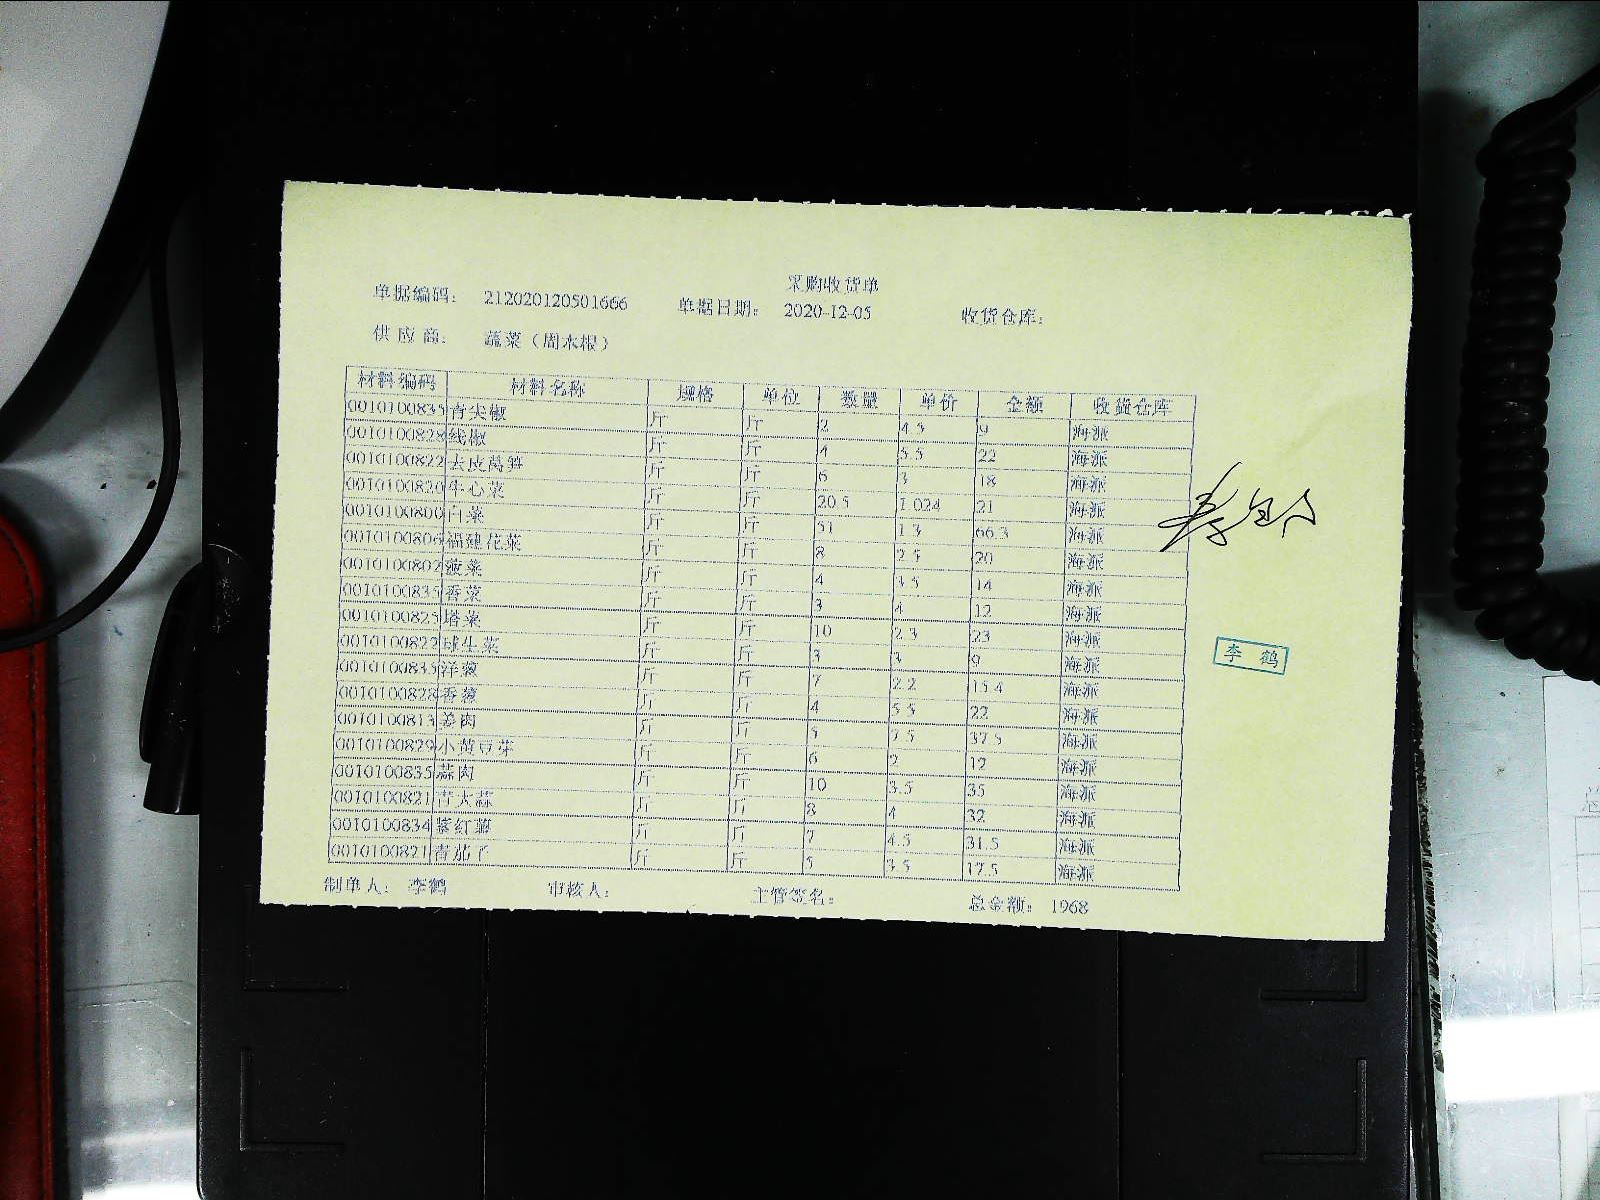 采购收货单
单据编码： 212020120501666 单据日期： 2020-12-05 收货仓库：
供 应 商： 蔬菜（周木根）
材料编码 材料名称 规格 单位 数量 单价 金额 收货仓库
0010100835 青尖椒 斤 斤 2 4.5 9 海派
0010100828 线椒 斤 斤 4 5.5 22 海派
0010100822 去皮莴笋 斤 斤 6 3 18 海派
0010100820 牛心菜 斤 斤 20.5 1.024 21 海派
0010100800 白菜 斤 斤 51 1.3 66.3 海派
0010100806 福建花菜 斤 斤 8 2.5 20 海派
0010100802 菠菜 斤 斤 4 3.5 14 海派
0010100835 香菜 斤 斤 3 4 12 海派
0010100825 塔菜 斤 斤 10 2.3 23 海派
0010100822 球生菜 斤 斤 3 3 9 海派
0010100835 洋葱 斤 斤 7 2.2 15.4 海派
0010100828 香葱 斤 斤 4 5.5 22 海派
0010100813 姜肉 斤 斤 5 7.5 37.5 海派
0010100829 小黄豆芽 斤 斤 6 2 12 海派
0010100835 蒜肉 斤 斤 10 3.5 35 海派
0010100821 青大蒜 斤 斤 8 4 32 海派
0010100834 紫红薯 斤 斤 7 4.5 31.5 海派
0010100821 青茄子 斤 斤 5 3.5 17.5 海派
制单人： 李鹤 审核人： 主管签名： 总金额： 1968
李 鹤